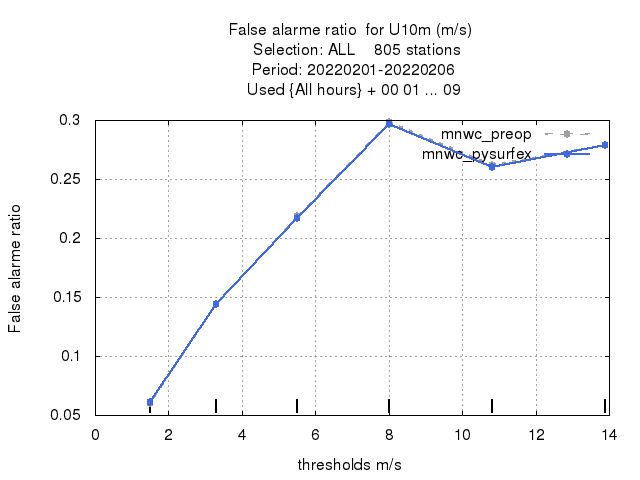 False alarme ratio  for U10m (m/s)
Selection: ALL    805 stations
Period: 20220201-20220206
Used {All hours} + 00 01 ... 09
mnwc_preop
mnwc_pysurfex
False alarme ratio
0.3
0.25
0.2
0.15
0.1
0.05
0 2 4 6 8 10 12 14
thresholds m/s